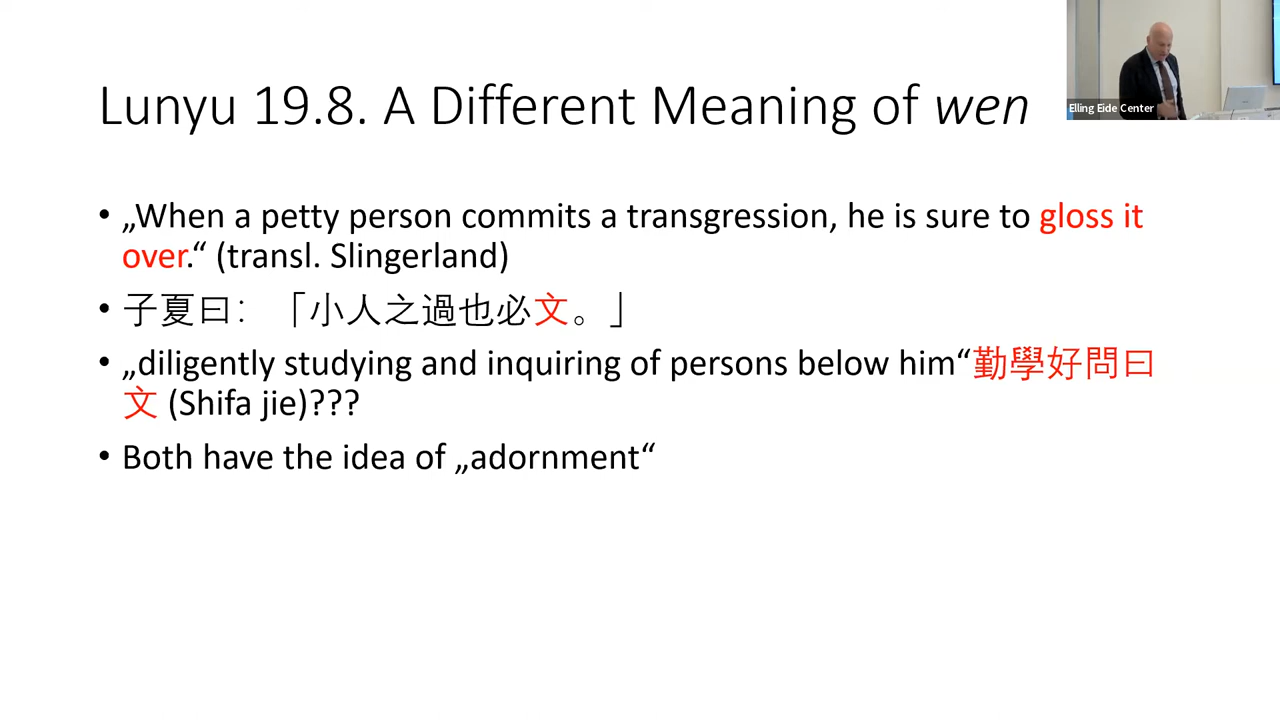 Elling Eide Center
Lunyu 19.8. A Different Meaning of wen
• „When a petty person commits a transgression, he is sure to gloss it
over.“ (transl. Slingerland)
• 子夏曰：「小人之過也必文。」
• „diligently studying and inquiring of persons below him“勤學好問曰
文 (Shifa jie)???
• Both have the idea of „adornment“